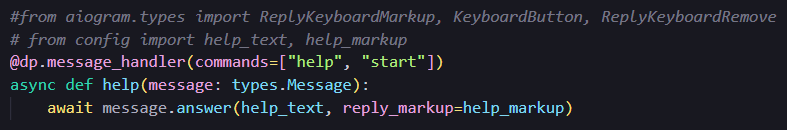 #from aiogram.types import ReplyKeyboardMarkup, KeyboardButton, ReplyKeyboardRemove
# from config import help_text, help_markup
@dp.message_handler(commands=["help", "start"])
async def help(message: types.Message):
    await message.answer(help_text, reply_markup=help_markup)